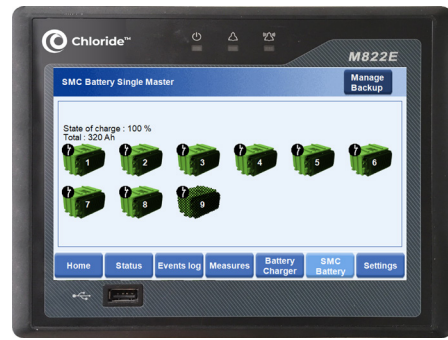 Chloride™
M822E
SMC Battery Single Master
Manage
Backup
State of charge : 100 %
Total : 320 Ah
1 2 3 4 5 6
7 8 9
Home Status Events log Measures Battery Charger SMC Battery Settings